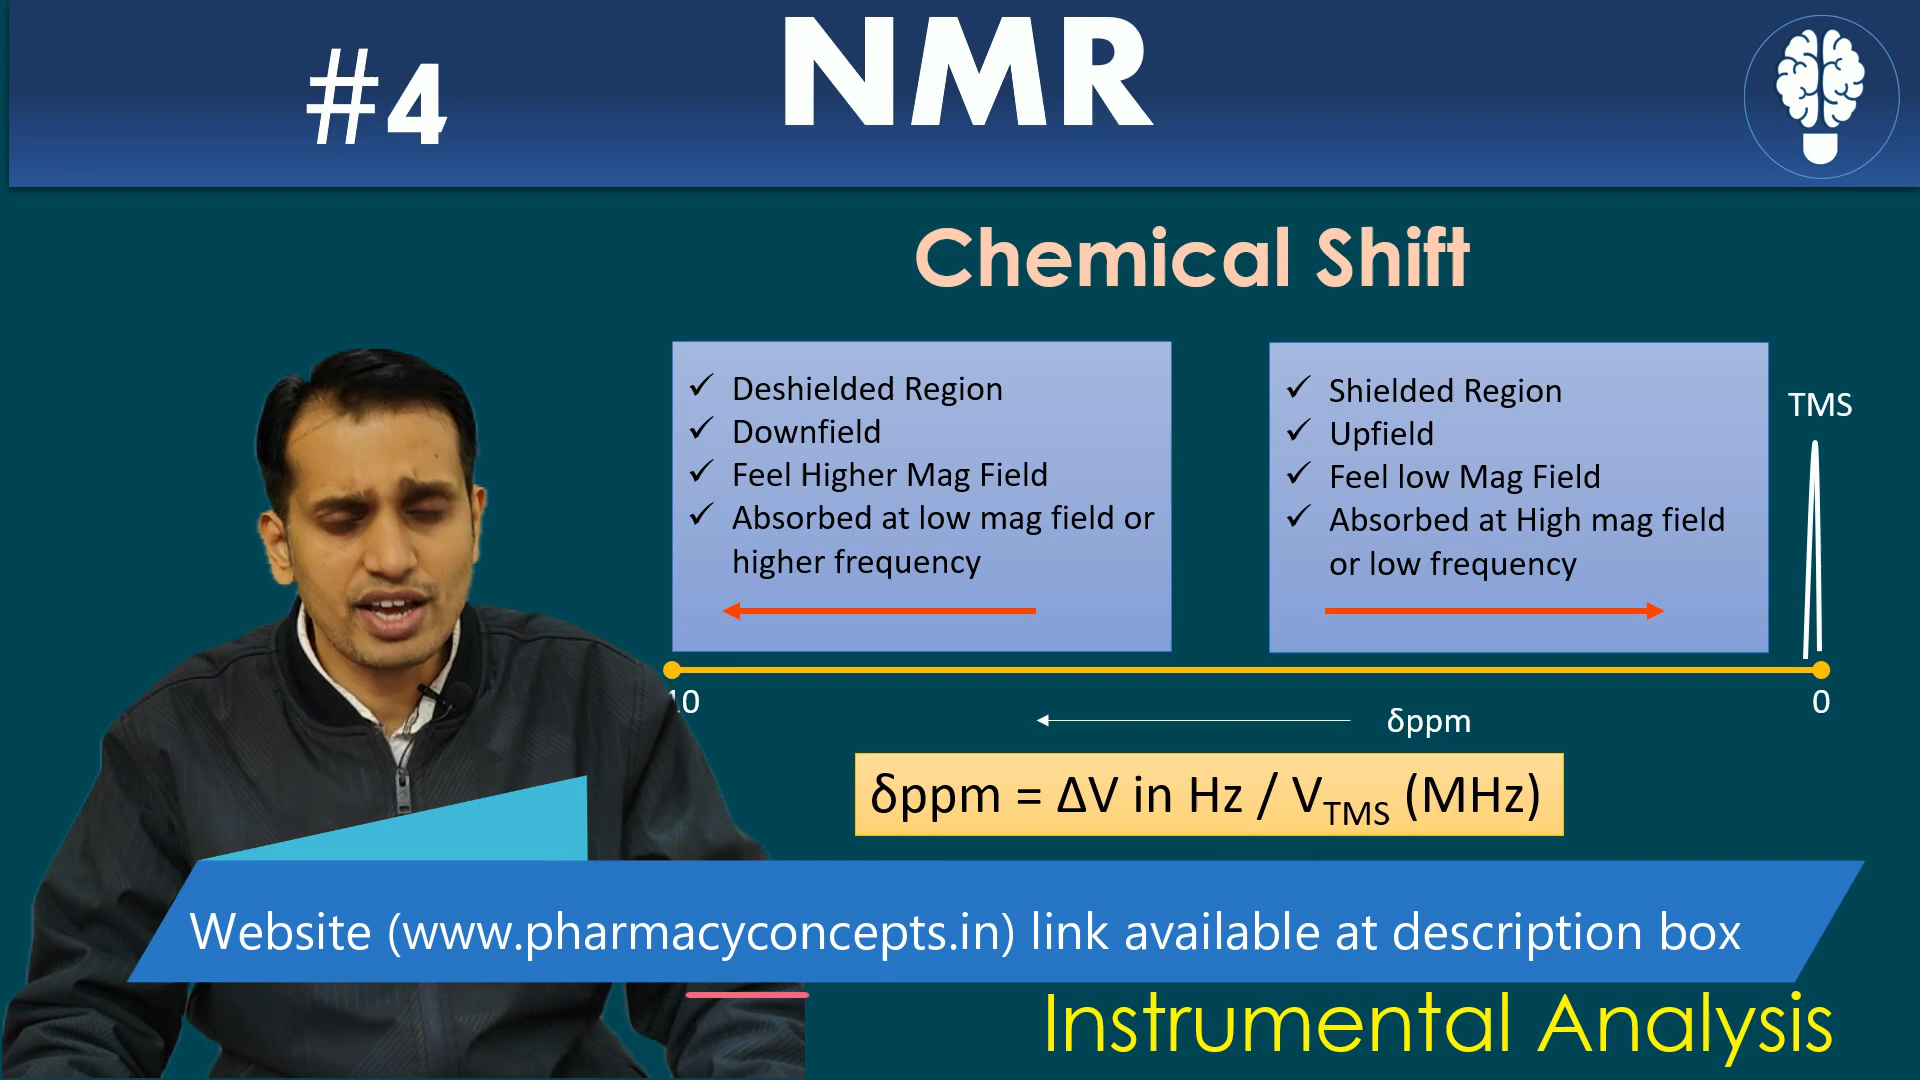 #4
NMR
Chemical Shift
✓ Deshielded Region
✓ Downfield
✓ Feel Higher Mag Field
✓ Absorbed at low mag field or
higher frequency
✓ Shielded Region
✓ Upfield
✓ Feel low Mag Field
✓ Absorbed at High mag field
or low frequency
TMS
10
0
δppm
δppm = ΔV in Hz / V_TMS (MHz)
Website (www.pharmacyconcepts.in) link available at description box
Instrumental Analysis